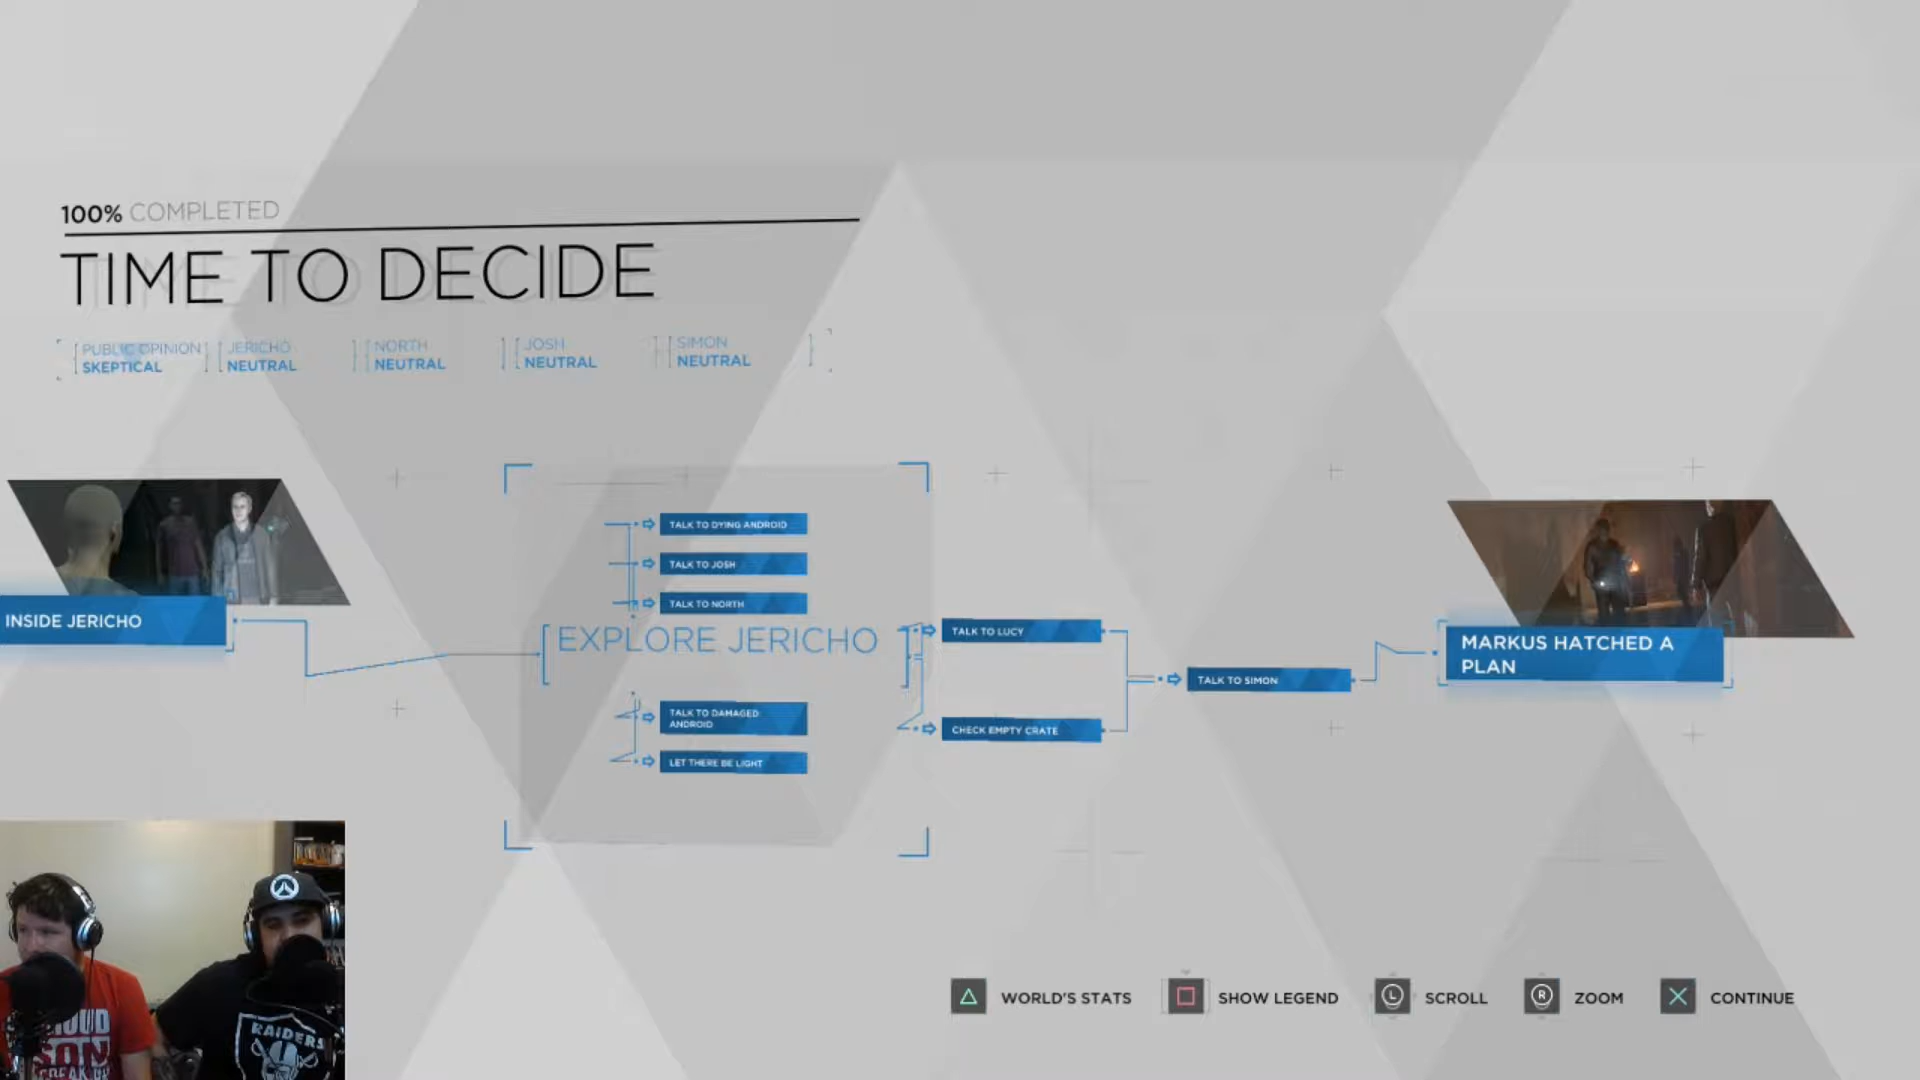 100% COMPLETED
TIME TO DECIDE
PUBLIC OPINION
SKEPTICAL
JERICHO
NEUTRAL
NORTH
NEUTRAL
JOSH
NEUTRAL
SIMON
NEUTRAL
INSIDE JERICHO
TALK TO DYING ANDROID
TALK TO JOSH
TALK TO NORTH
EXPLORE JERICHO
TALK TO DAMAGED
ANDROID
LET THERE BE LIGHT
TALK TO LUCY
CHECK EMPTY CRATE
TALK TO SIMON
MARKUS HATCHED A
PLAN
WORLD'S STATS
SHOW LEGEND
L
SCROLL
R
ZOOM
CONTINUE
RAIDERS
SON